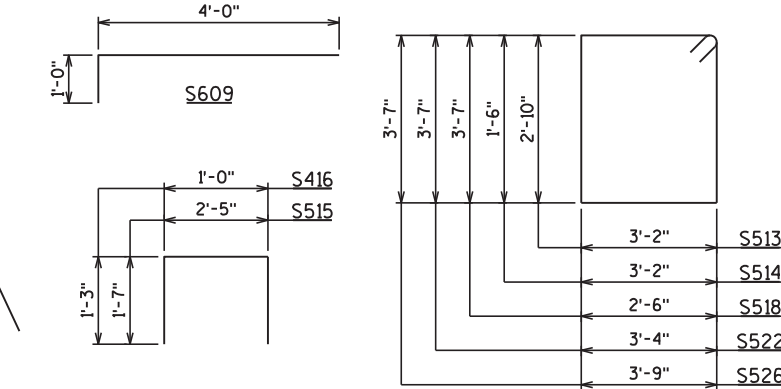 4'-0"
1'-0"
S609
1'-0" S416
2'-5" S515
1'-3" 1'-7"
3'-7" 3'-7" 3'-7" 1'-6" 2'-10"
3'-2" S513
3'-2" S514
2'-6" S518
3'-4" S522
3'-9" S526